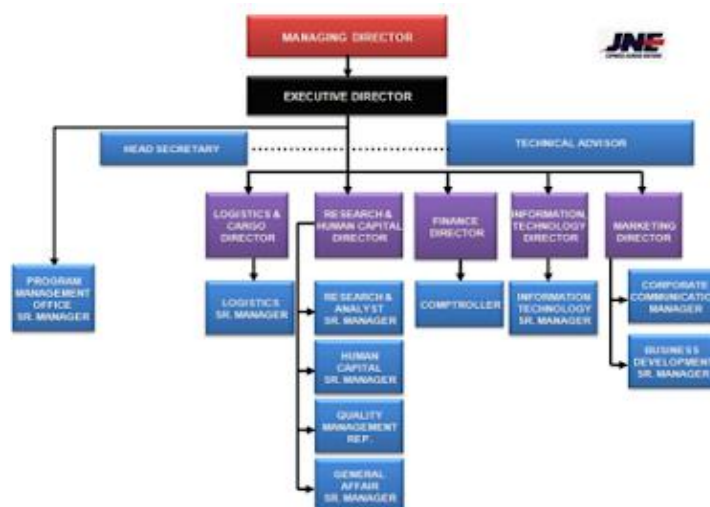 MANAGING DIRECTOR
JNE
EXECUTIVE DIRECTOR
HEAD SECRETARY
TECHNICAL ADVISOR
LOGISTICS &
CARGO
DIRECTOR
RESEARCH &
HUMAN CAPITAL
DIRECTOR
FINANCE
DIRECTOR
INFORMATION,
TECHNOLOGY
DIRECTOR
MARKETING
DIRECTOR
PROGRAM
MANAGEMENT
OFFICE
SR. MANAGER
LOGISTICS
SR. MANAGER
RESEARCH &
ANALYST
SR. MANAGER
COMPTROLLER
INFORMATION
TECHNOLOGY
SR. MANAGER
CORPORATE
COMMUNICATION
MANAGER
HUMAN
CAPITAL
SR. MANAGER
BUSINESS
DEVELOPMENT
SR. MANAGER
QUALITY
MANAGEMENT
REP.
GENERAL
AFFAIR
SR. MANAGER